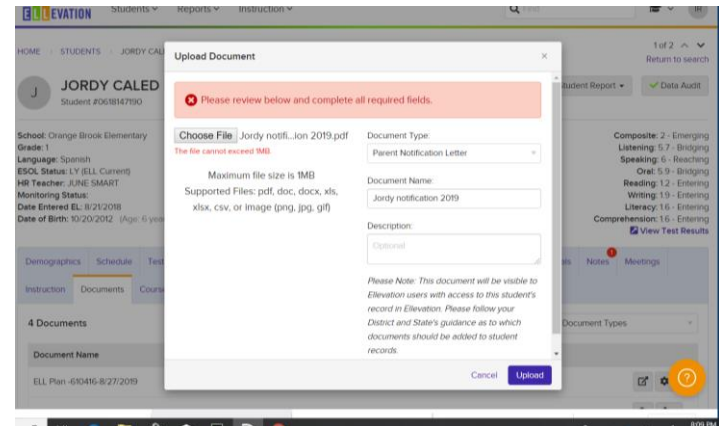 ELLEVATION Students Reports Instruction Find
HOME STUDENTS JORDY CAL
1 of 2
Return to search
J
JORDY CALED
Student #0618147190
Student Report
Data Audit
School: Orange Brook Elementary
Grade: 1
Language: Spanish
ESOL Status: LY (ELL Current)
HR Teacher: JUNE SMART
Monitoring Status:
Date Entered EL: 8/21/2018
Date of Birth: 10/20/2012 (Age: 6 year
Upload Document ×
Please review below and complete all required fields.
Choose File Jordy notifi...ion 2019.pdf
The file cannot exceed 1MB.
Maximum file size is 1MB
Supported Files: pdf, doc, docx, xls,
xlsx, csv, or image (png, jpg, gif)
Document Type:
Parent Notification Letter
Document Name:
Jordy notification 2019
Description:
Optional
Please Note: This document will be visible to
Ellevation users with access to this student's
record in Ellevation. Please follow your
District and State's guidance as to which
documents should be added to student
records.
Cancel Upload
Composite: 2 - Emerging
Listening: 5.7 - Bridging
Speaking: 6 - Reaching
Oral: 5.9 - Bridging
Reading: 1.2 - Entering
Writing: 1.9 - Entering
Literacy: 1.6 - Entering
Comprehension: 1.6 - Entering
View Test Results
Demographics Schedule Test
Notes 1 Meetings
Instruction Documents Cours
4 Documents
Document Types
Document Name
ELL Plan -610416-8/27/2019
?
8:09 PM